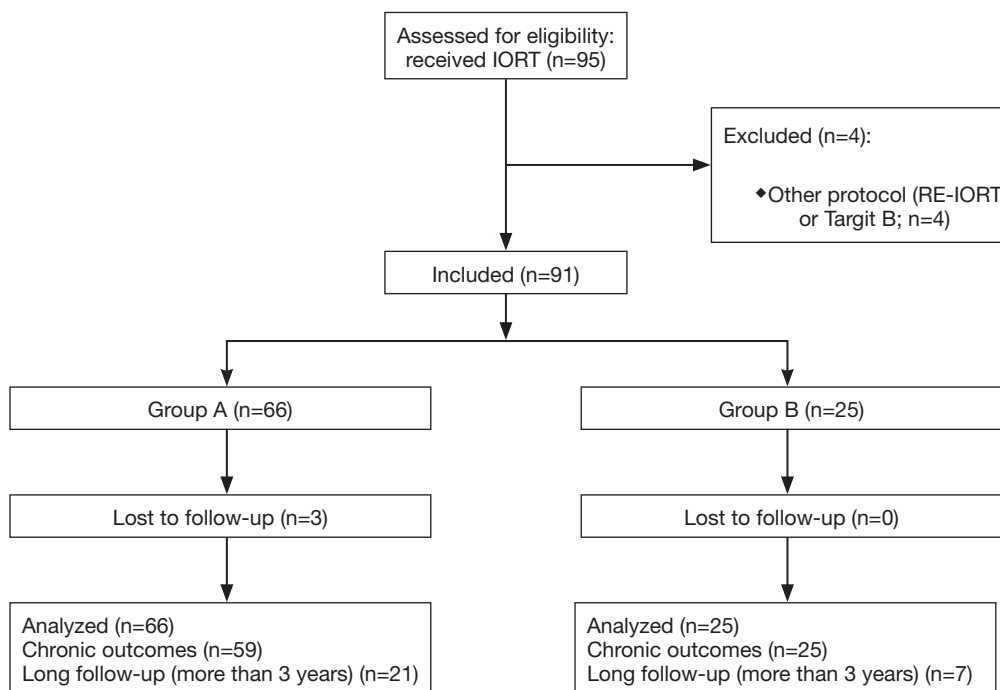 Assessed for eligibility:
received IORT (n=95)
Excluded (n=4):
◆Other protocol (RE-IORT
or Targit B; n=4)
Included (n=91)
Group A (n=66)
Group B (n=25)
Lost to follow-up (n=3)
Lost to follow-up (n=0)
Analyzed (n=66)
Chronic outcomes (n=59)
Long follow-up (more than 3 years) (n=21)
Analyzed (n=25)
Chronic outcomes (n=25)
Long follow-up (more than 3 years) (n=7)